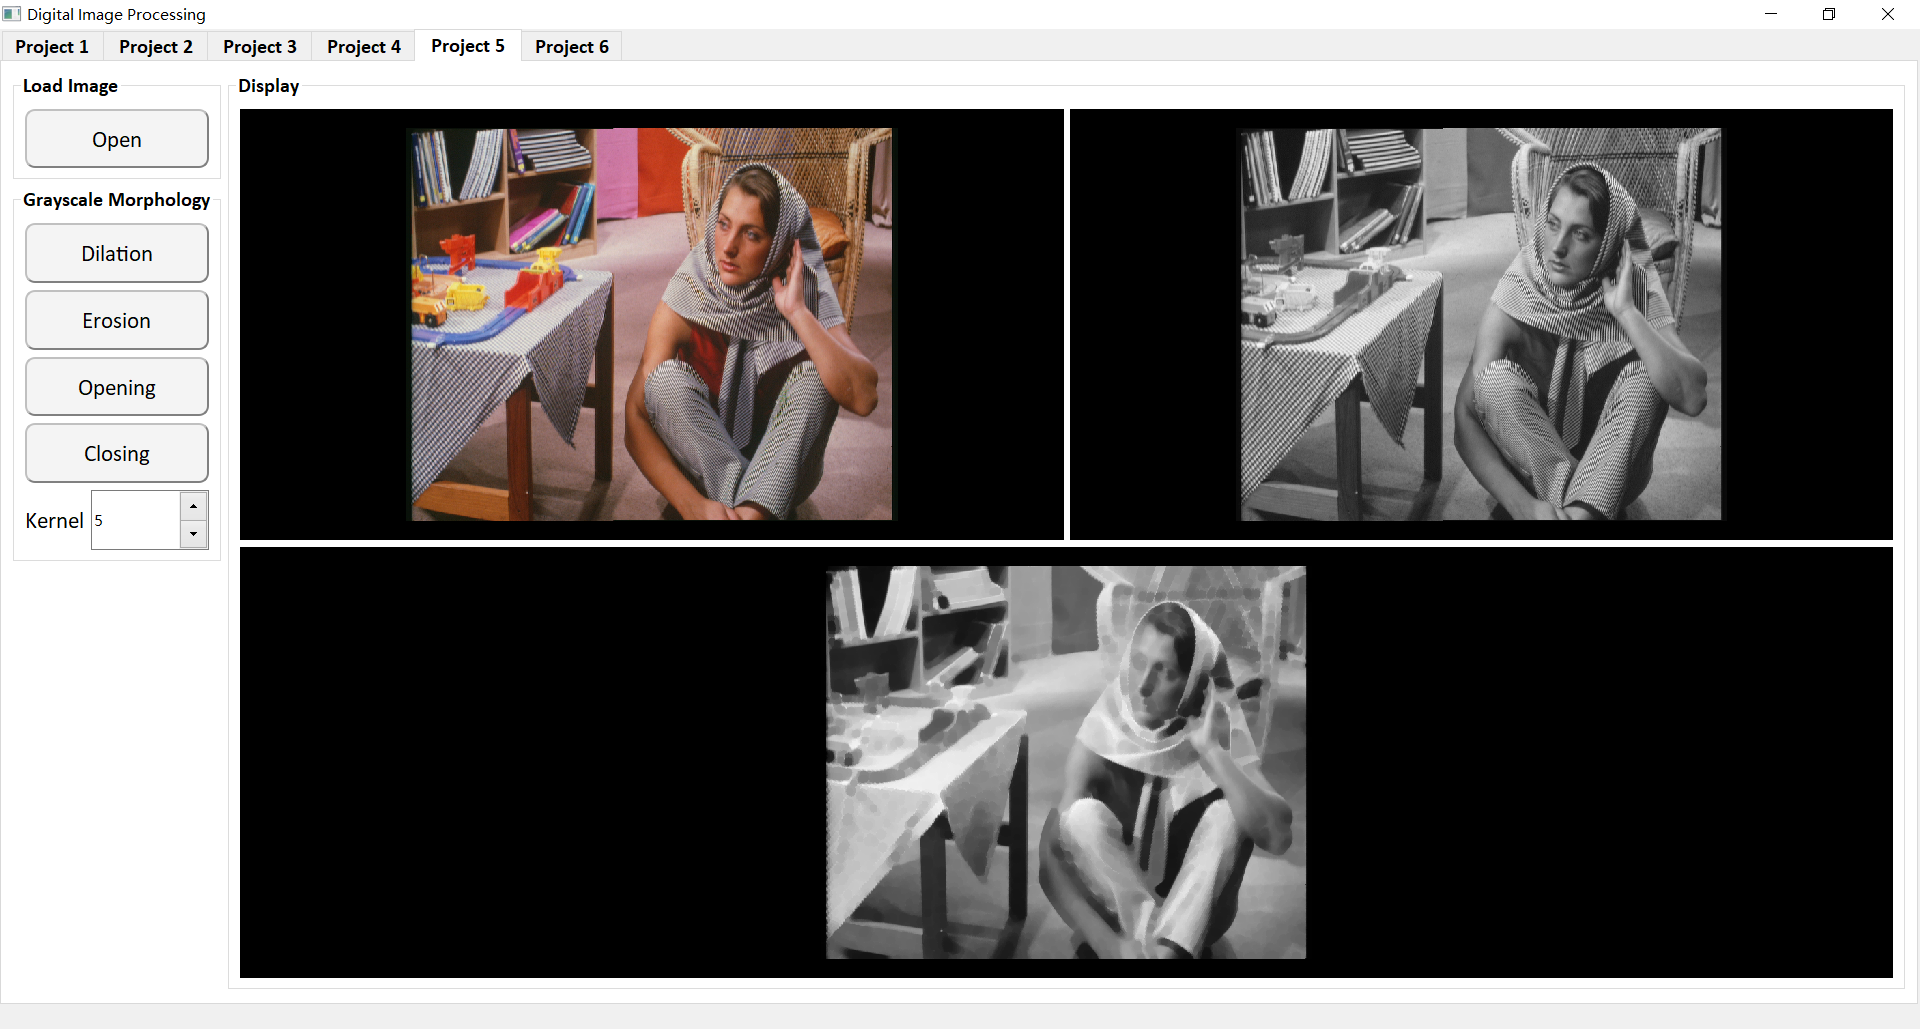 Digital Image Processing
Project 1 Project 2 Project 3 Project 4 Project 5 Project 6
Load Image
Open
Grayscale Morphology
Dilation
Erosion
Opening
Closing
Kernel 5
Display